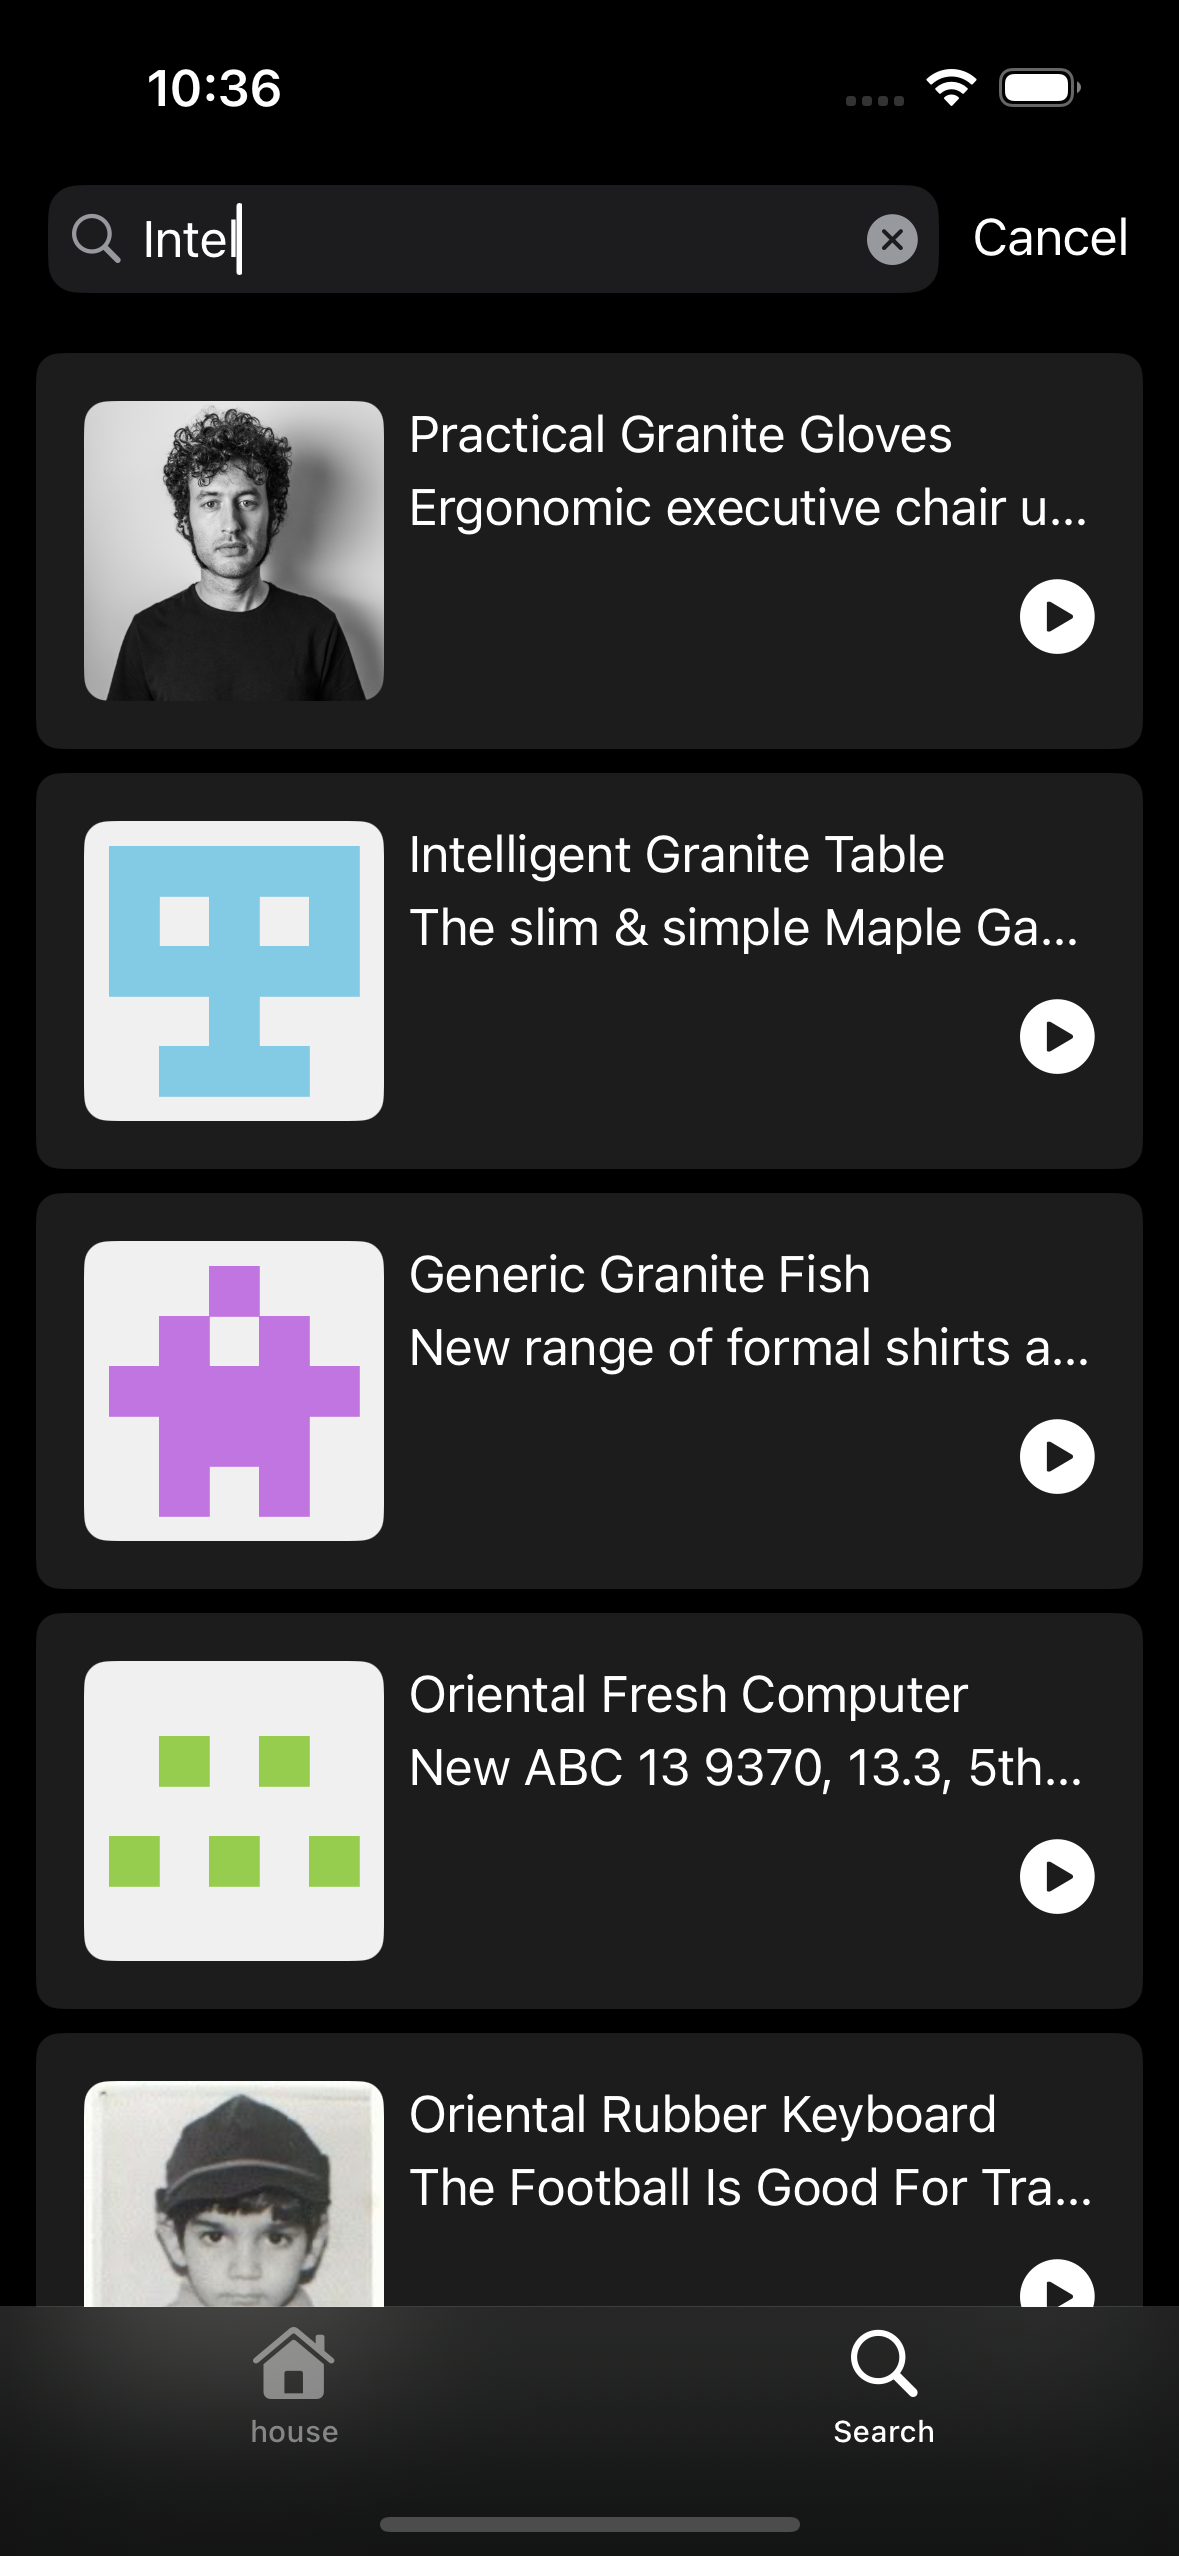 10:36
Intel
Cancel
Practical Granite Gloves
Ergonomic executive chair u...
Intelligent Granite Table
The slim & simple Maple Ga...
Generic Granite Fish
New range of formal shirts a...
Oriental Fresh Computer
New ABC 13 9370, 13.3, 5th...
Oriental Rubber Keyboard
The Football Is Good For Tra...
house
Search